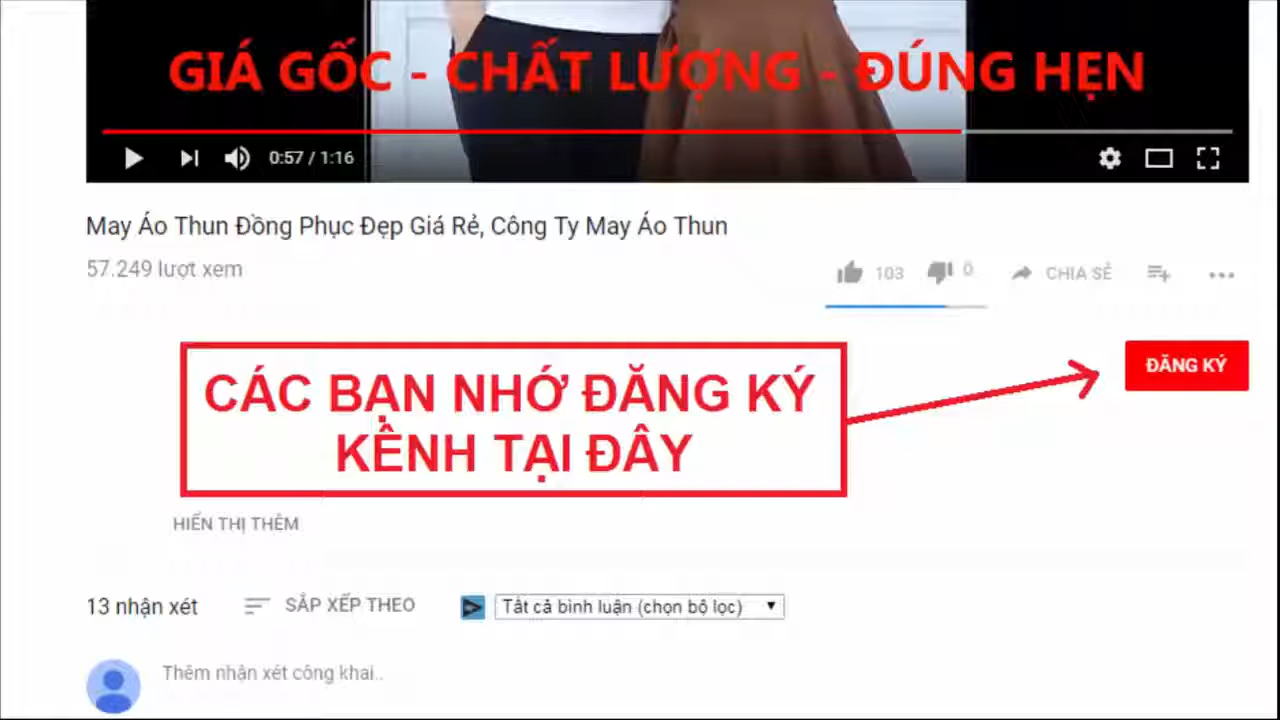 GIÁ GỐC - CHẤT LƯỢNG - ĐÚNG HẸN
0:57 / 1:16
May Áo Thun Đồng Phục Đẹp Giá Rẻ, Công Ty May Áo Thun
57.249 lượt xem
103
0
CHIA SẺ
CÁC BẠN NHỚ ĐĂNG KÝ
KÊNH TẠI ĐÂY
ĐĂNG KÝ
HIỂN THỊ THÊM
13 nhận xét
SẮP XẾP THEO
Tất cả bình luận (chọn bộ lọc)
Thêm nhận xét công khai..